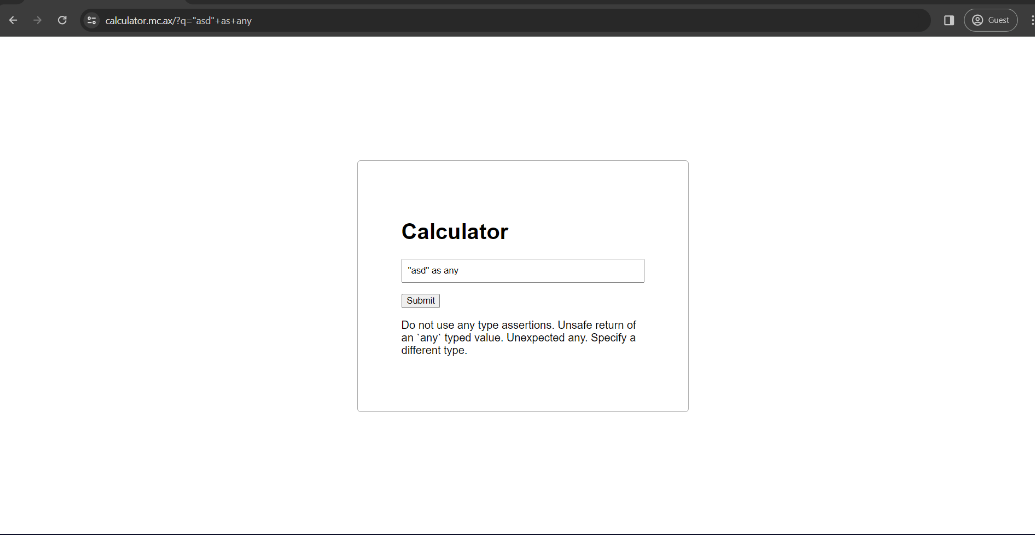 calculator.mc.ax/?q="asd"+as+any
Guest
Calculator
"asd" as any
Submit
Do not use any type assertions. Unsafe return of
an `any` typed value. Unexpected any. Specify a
different type.